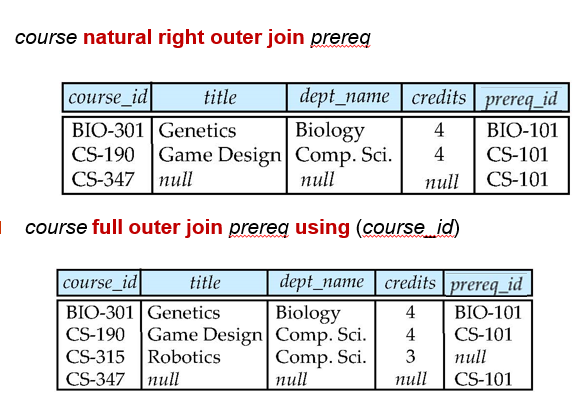 course natural right outer join prereq
course_id title dept_name credits prereq_id
BIO-301 Genetics Biology 4 BIO-101
CS-190 Game Design Comp. Sci. 4 CS-101
CS-347 null null null CS-101
course full outer join prereq using (course_id)
course_id title dept_name credits prereq_id
BIO-301 Genetics Biology 4 BIO-101
CS-190 Game Design Comp. Sci. 4 CS-101
CS-315 Robotics Comp. Sci. 3 null
CS-347 null null null CS-101